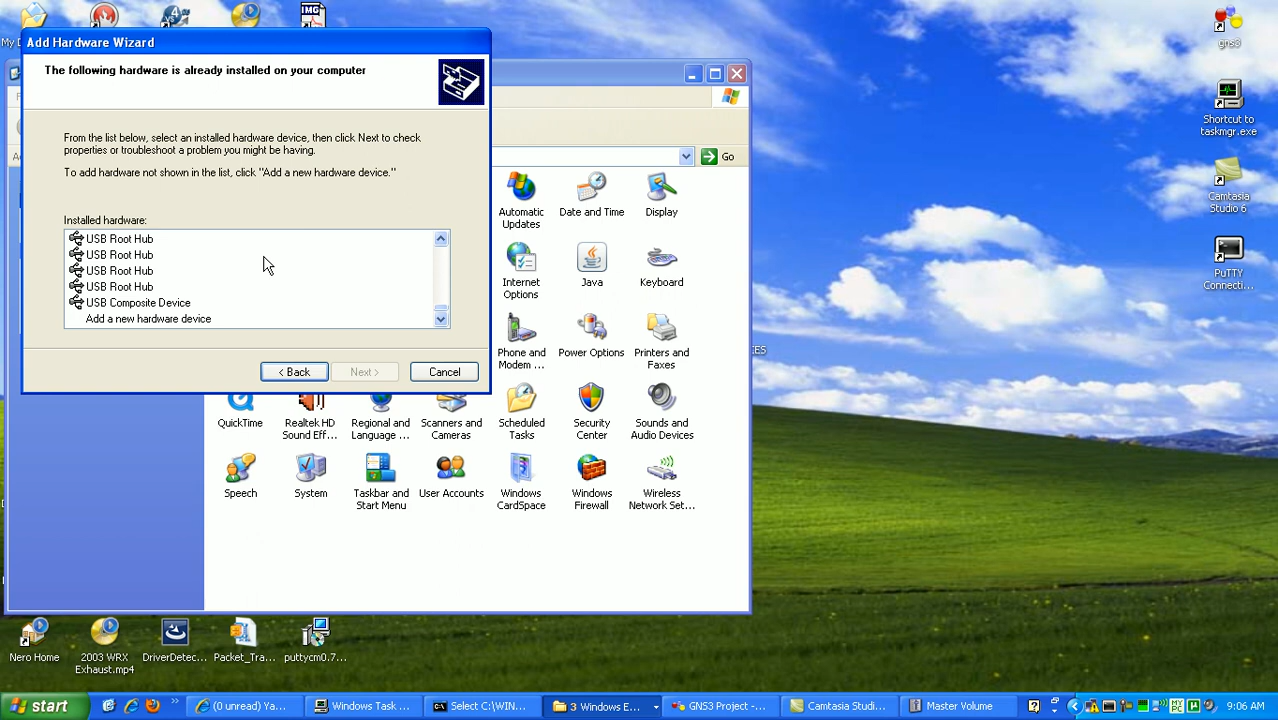 IMG
My D
Add Hardware Wizard
The following hardware is already installed on your computer
From the list below, select an installed hardware device, then click Next to check
properties or troubleshoot a problem you might be having.
To add hardware not shown in the list, click "Add a new hardware device."
Installed hardware:
USB Root Hub
USB Root Hub
USB Root Hub
USB Root Hub
USB Composite Device
Add a new hardware device
< Back
Next >
Cancel
Go
Automatic
Updates
Date and Time
Display
Internet
Options
Java
Keyboard
Phone and
Modem ...
Power Options
Printers and
Faxes
QuickTime
Realtek HD
Sound Eff...
Regional and
Language ...
Scanners and
Cameras
Scheduled
Tasks
Security
Center
Sounds and
Audio Devices
Speech
System
Taskbar and
Start Menu
User Accounts
Windows
CardSpace
Windows
Firewall
Wireless
Network Set...
gns3
Shortcut to
taskmgr.exe
Camtasia
Studio 6
PuTTY
Connecti...
Nero Home
2003 WRX
Exhaust.mp4
DriverDetec...
Packet_Tra...
puttycm0.7...
start
(0 unread) Ya...
Windows Task ...
Select C:\WIN...
3 Windows E...
GNS3 Project -...
Camtasia Studi...
Master Volume
MY
PC
9:06 AM